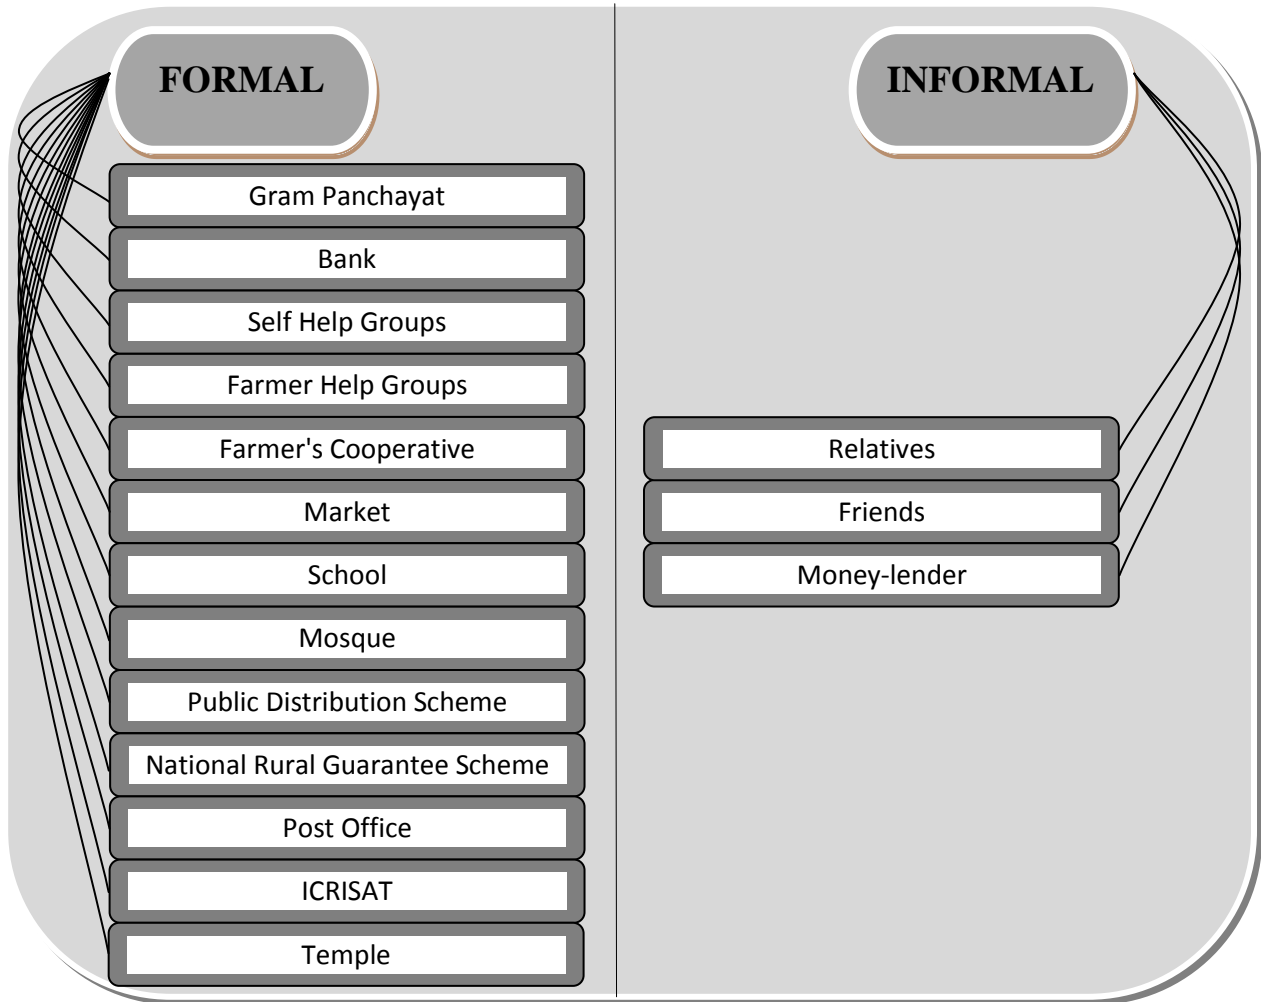 FORMAL
Gram Panchayat
Bank
Self Help Groups
Farmer Help Groups
Farmer's Cooperative
Market
School
Mosque
Public Distribution Scheme
National Rural Guarantee Scheme
Post Office
ICRISAT
Temple
INFORMAL
Relatives
Friends
Money-lender